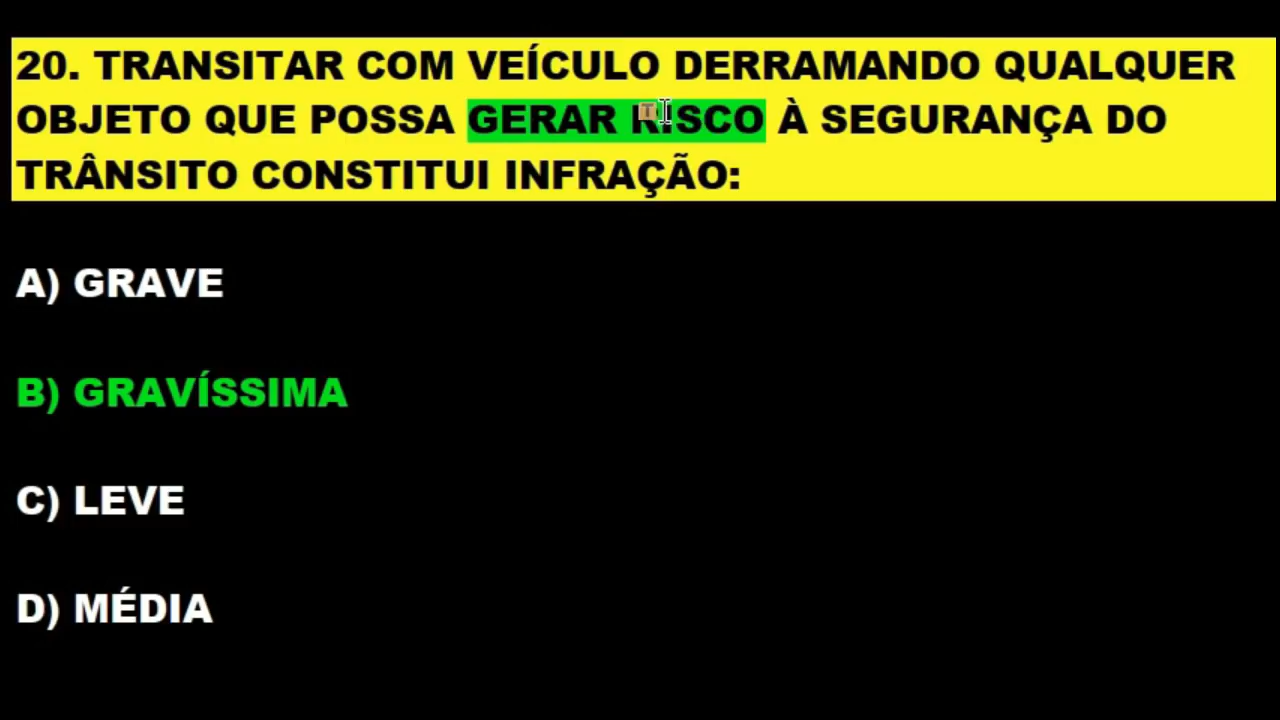 20. TRANSITAR COM VEÍCULO DERRAMANDO QUALQUER
OBJETO QUE POSSA GERAR RISCO À SEGURANÇA DO
TRÂNSITO CONSTITUI INFRAÇÃO:
A) GRAVE
B) GRAVÍSSIMA
C) LEVE
D) MÉDIA